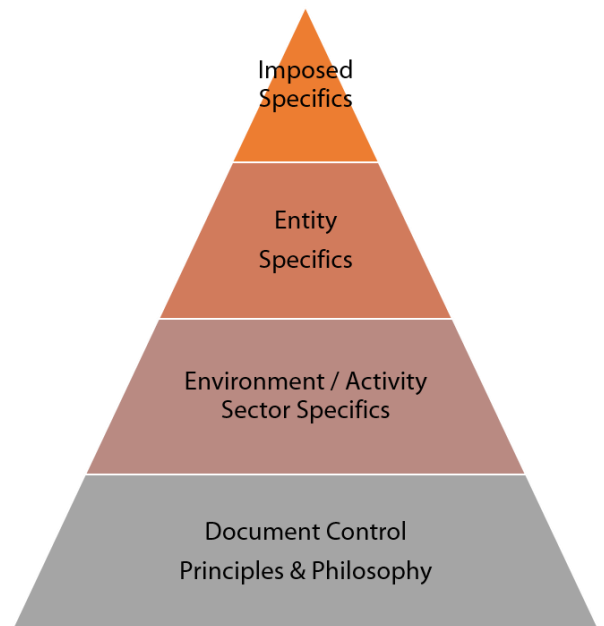 Imposed
Specifics
Entity
Specifics
Environment / Activity
Sector Specifics
Document Control
Principles & Philosophy